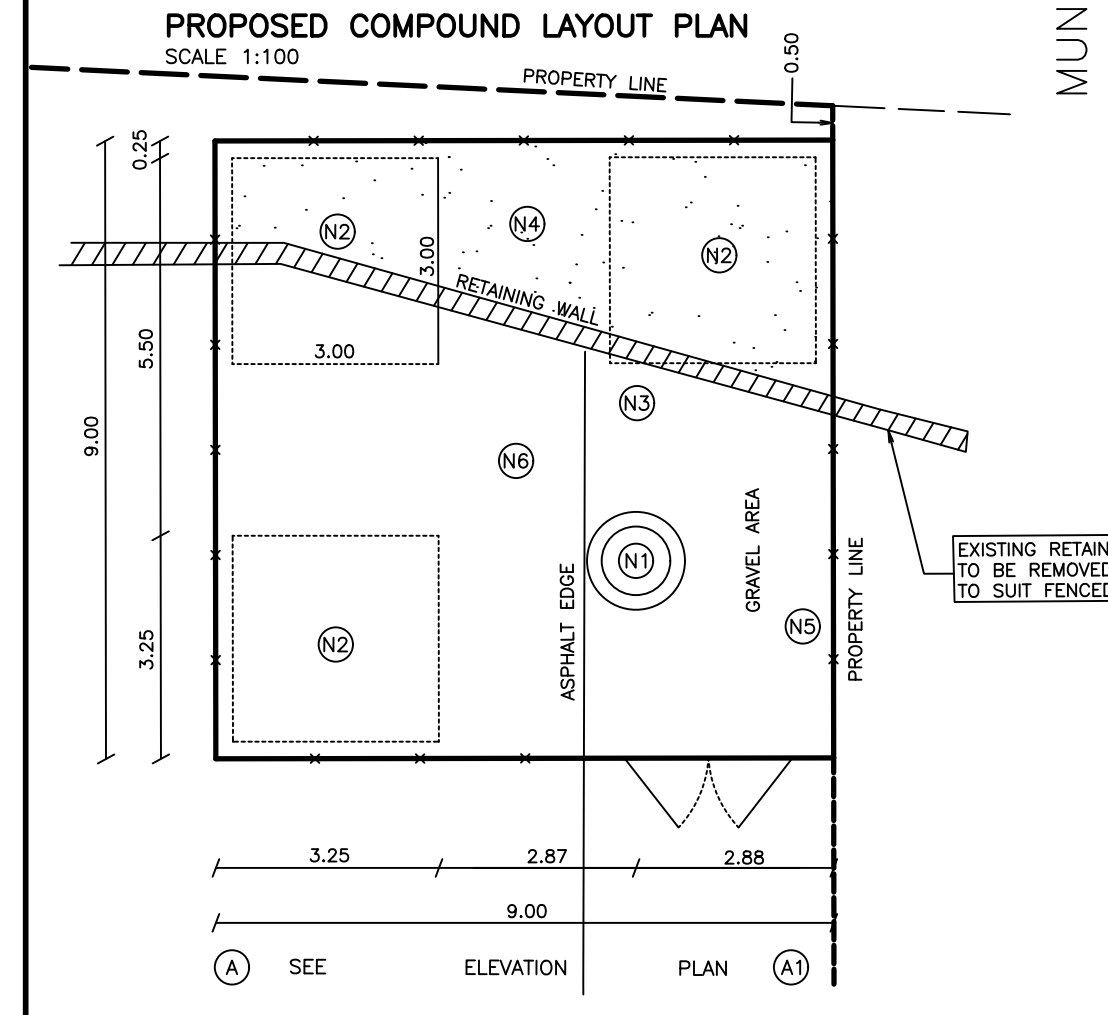 PROPOSED COMPOUND LAYOUT PLAN
SCALE 1:100
MUN
0.50
PROPERTY LINE
0.25
N2
N4
N2
3.00
RETAINING WALL
3.00
5.50
N3
9.00
N6
GRAVEL AREA
N1
ASPHALT EDGE
PROPERTY LINE
EXISTING RETAIN
TO BE REMOVED
TO SUIT FENCED
N5
N2
3.25
3.25
2.87
2.88
9.00
A SEE ELEVATION PLAN A1